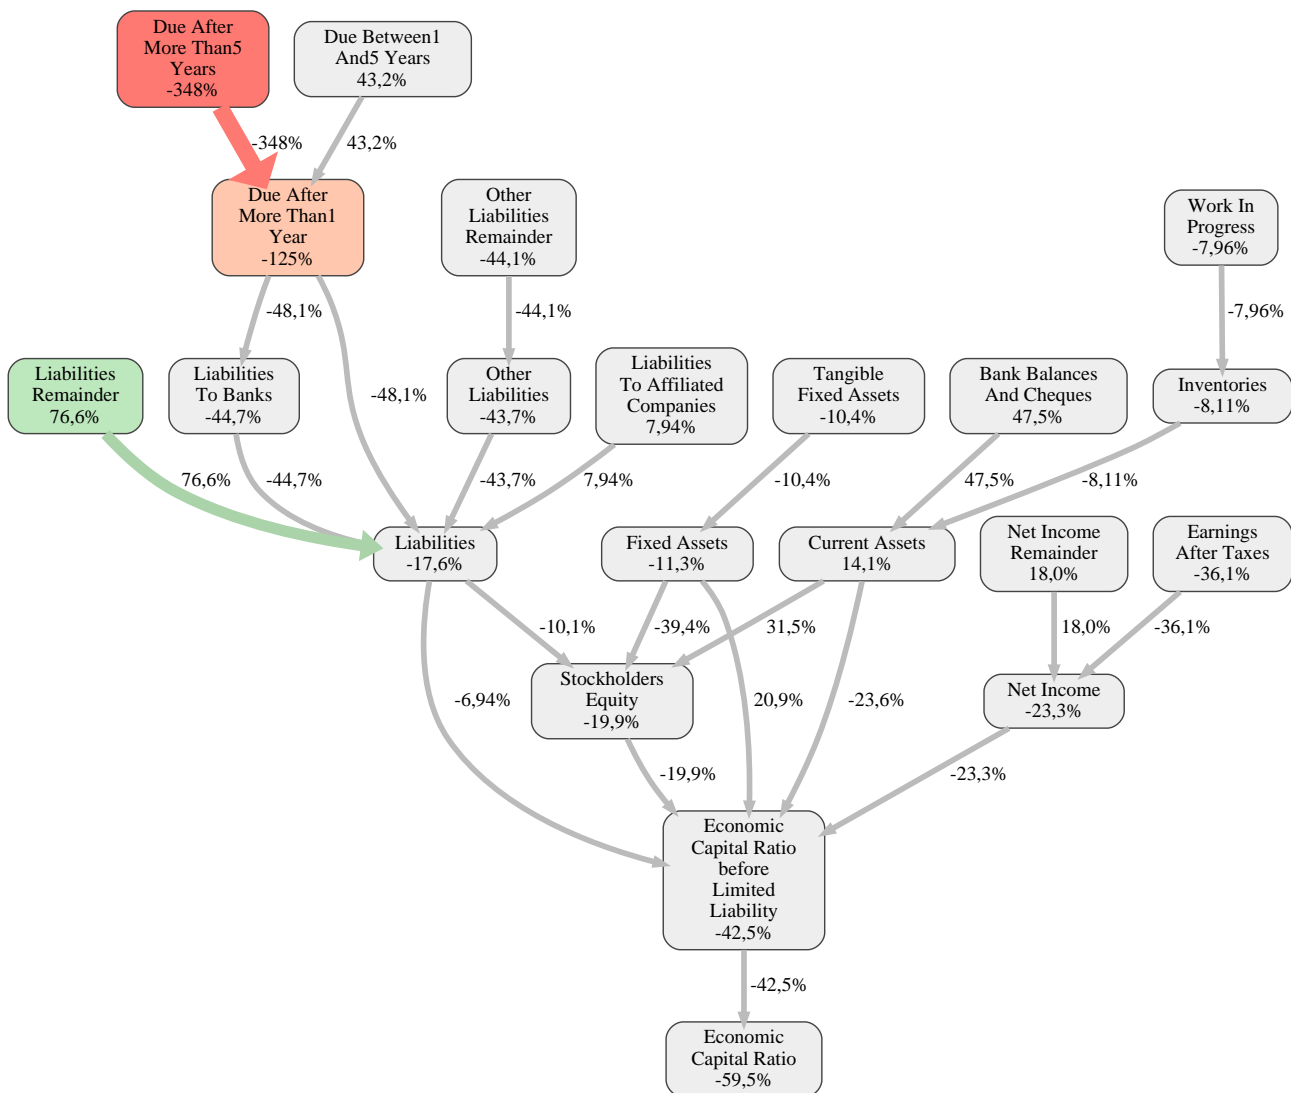 Due After
More Than5
Years
-348%
Due Between1
And5 Years
43,2%
-348%
43,2%
Due After
More Than1
Year
-125%
Other
Liabilities
Remainder
-44,1%
Work In
Progress
-7,96%
-48,1%
-44,1%
-7,96%
Liabilities
Remainder
76,6%
Liabilities
To Banks
-44,7%
-48,1%
Other
Liabilities
-43,7%
Liabilities
To Affiliated
Companies
7,94%
Tangible
Fixed Assets
-10,4%
Bank Balances
And Cheques
47,5%
Inventories
-8,11%
76,6%
-44,7%
-43,7%
7,94%
-10,4%
47,5%
-8,11%
Liabilities
-17,6%
Fixed Assets
-11,3%
Current Assets
14,1%
Net Income
Remainder
18,0%
Earnings
After Taxes
-36,1%
-10,1%
-39,4%
31,5%
18,0%
-36,1%
Stockholders
Equity
-19,9%
Net Income
-23,3%
-6,94%
20,9%
-23,6%
-19,9%
-23,3%
Economic
Capital Ratio
before
Limited
Liability
-42,5%
-42,5%
Economic
Capital Ratio
-59,5%